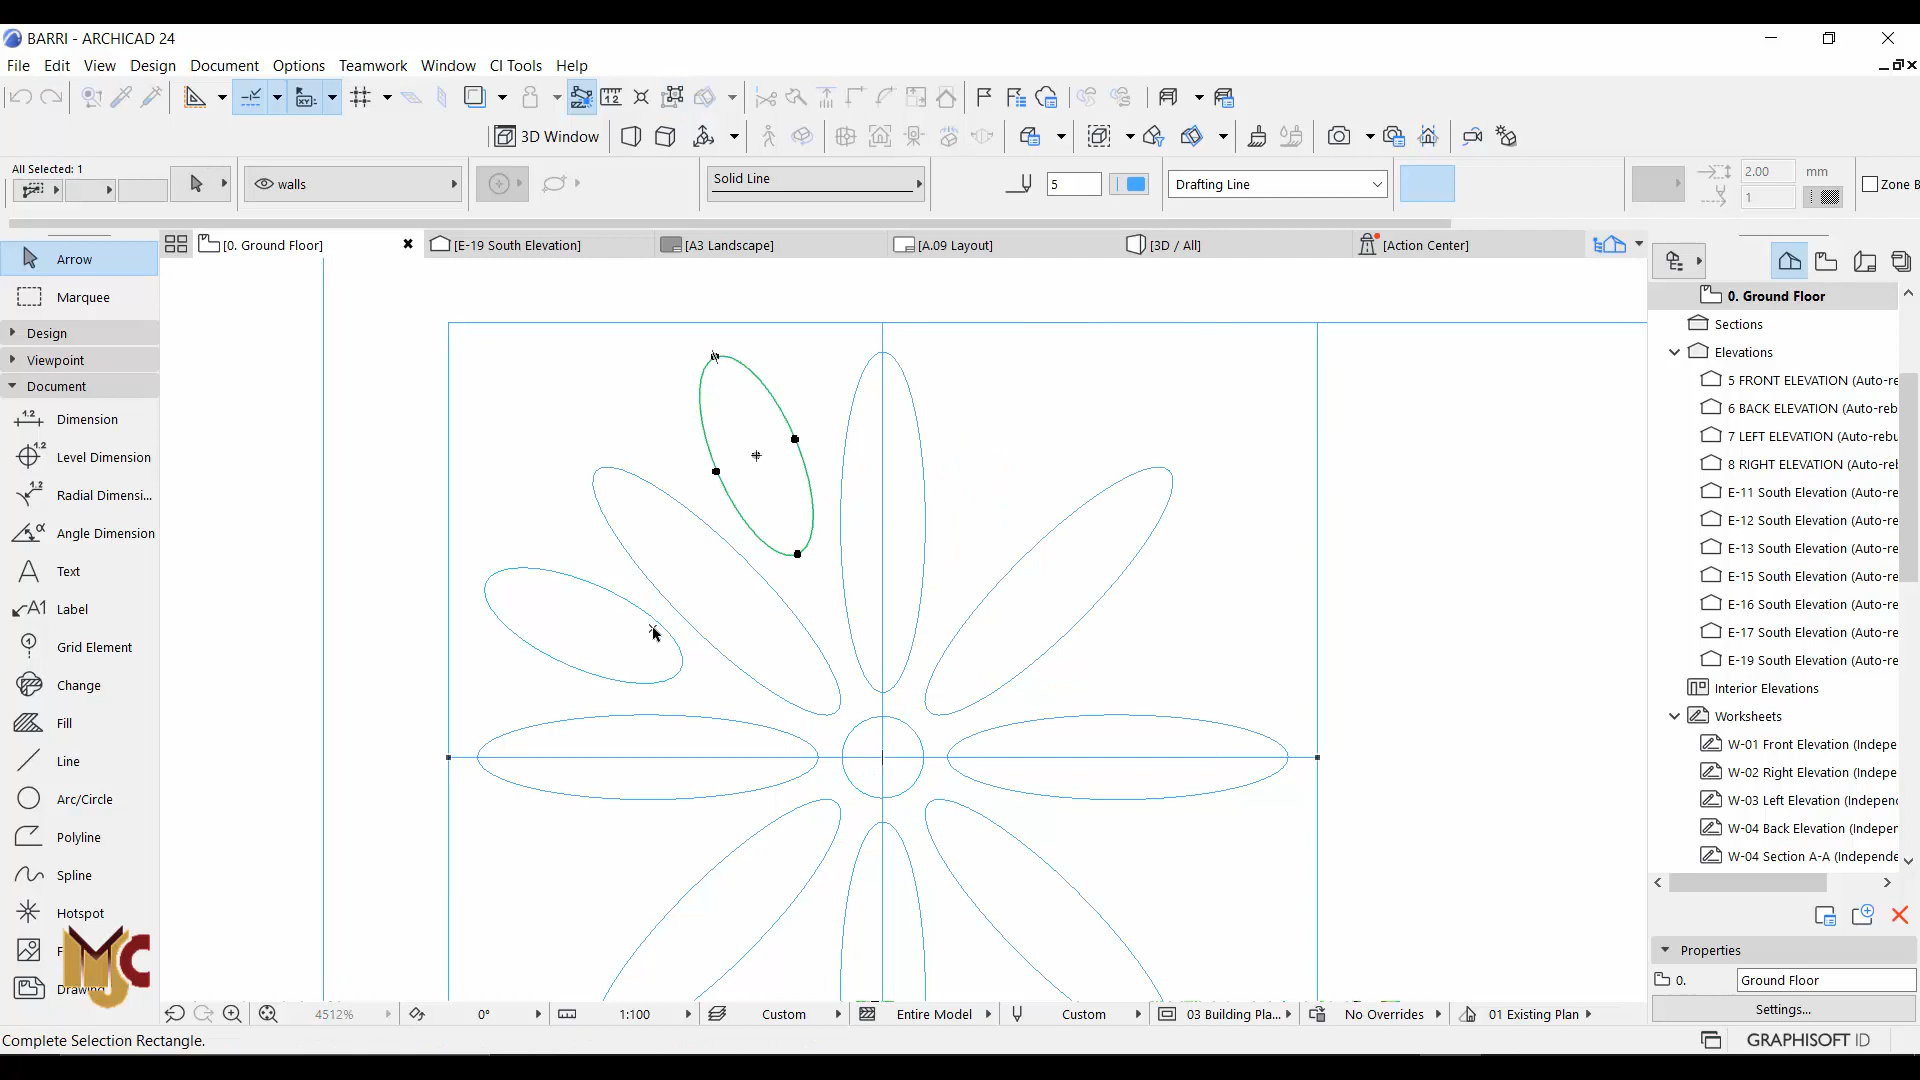 BARRI - ARCHICAD 24
File Edit View Design Document Options Teamwork Window CI Tools Help
3D Window
All Selected: 1
walls
Solid Line
5
Drafting Line
2.00 mm
1
Zone B
[0. Ground Floor]
[E-19 South Elevation]
[A3 Landscape]
[A.09 Layout]
[3D / All]
[Action Center]
Arrow
Marquee
Design
Viewpoint
Document
Dimension
Level Dimension
Radial Dimensi...
Angle Dimension
Text
Label
Grid Element
Change
Fill
Line
Arc/Circle
Polyline
Spline
Hotspot
F
Drawi
MJC
0. Ground Floor
Sections
Elevations
5 FRONT ELEVATION (Auto-re
6 BACK ELEVATION (Auto-reb
7 LEFT ELEVATION (Auto-rebu
8 RIGHT ELEVATION (Auto-reb
E-11 South Elevation (Auto-re
E-12 South Elevation (Auto-re
E-13 South Elevation (Auto-re
E-15 South Elevation (Auto-re
E-16 South Elevation (Auto-re
E-17 South Elevation (Auto-re
E-19 South Elevation (Auto-re
Interior Elevations
Worksheets
W-01 Front Elevation (Indepe
W-02 Right Elevation (Indepe
W-03 Left Elevation (Indepen
W-04 Back Elevation (Indepen
W-04 Section A-A (Independe
Properties
0. Ground Floor
Settings...
4512% 0° 1:100 Custom Entire Model Custom 03 Building Pla... No Overrides 01 Existing Plan
Complete Selection Rectangle.
GRAPHISOFT ID